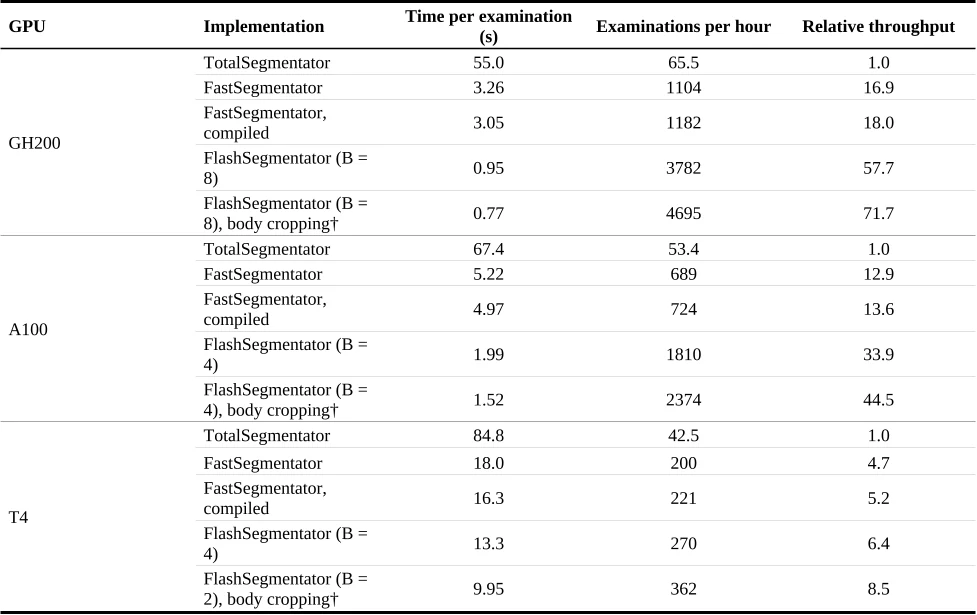 GPU Implementation Time per examination (s) Examinations per hour Relative throughput
GH200
TotalSegmentator 55.0 65.5 1.0
FastSegmentator 3.26 1104 16.9
FastSegmentator,
compiled 3.05 1182 18.0
FlashSegmentator (B =
8) 0.95 3782 57.7
FlashSegmentator (B =
8), body cropping† 0.77 4695 71.7
A100
TotalSegmentator 67.4 53.4 1.0
FastSegmentator 5.22 689 12.9
FastSegmentator,
compiled 4.97 724 13.6
FlashSegmentator (B =
4) 1.99 1810 33.9
FlashSegmentator (B =
4), body cropping† 1.52 2374 44.5
T4
TotalSegmentator 84.8 42.5 1.0
FastSegmentator 18.0 200 4.7
FastSegmentator,
compiled 16.3 221 5.2
FlashSegmentator (B =
4) 13.3 270 6.4
FlashSegmentator (B =
2), body cropping† 9.95 362 8.5